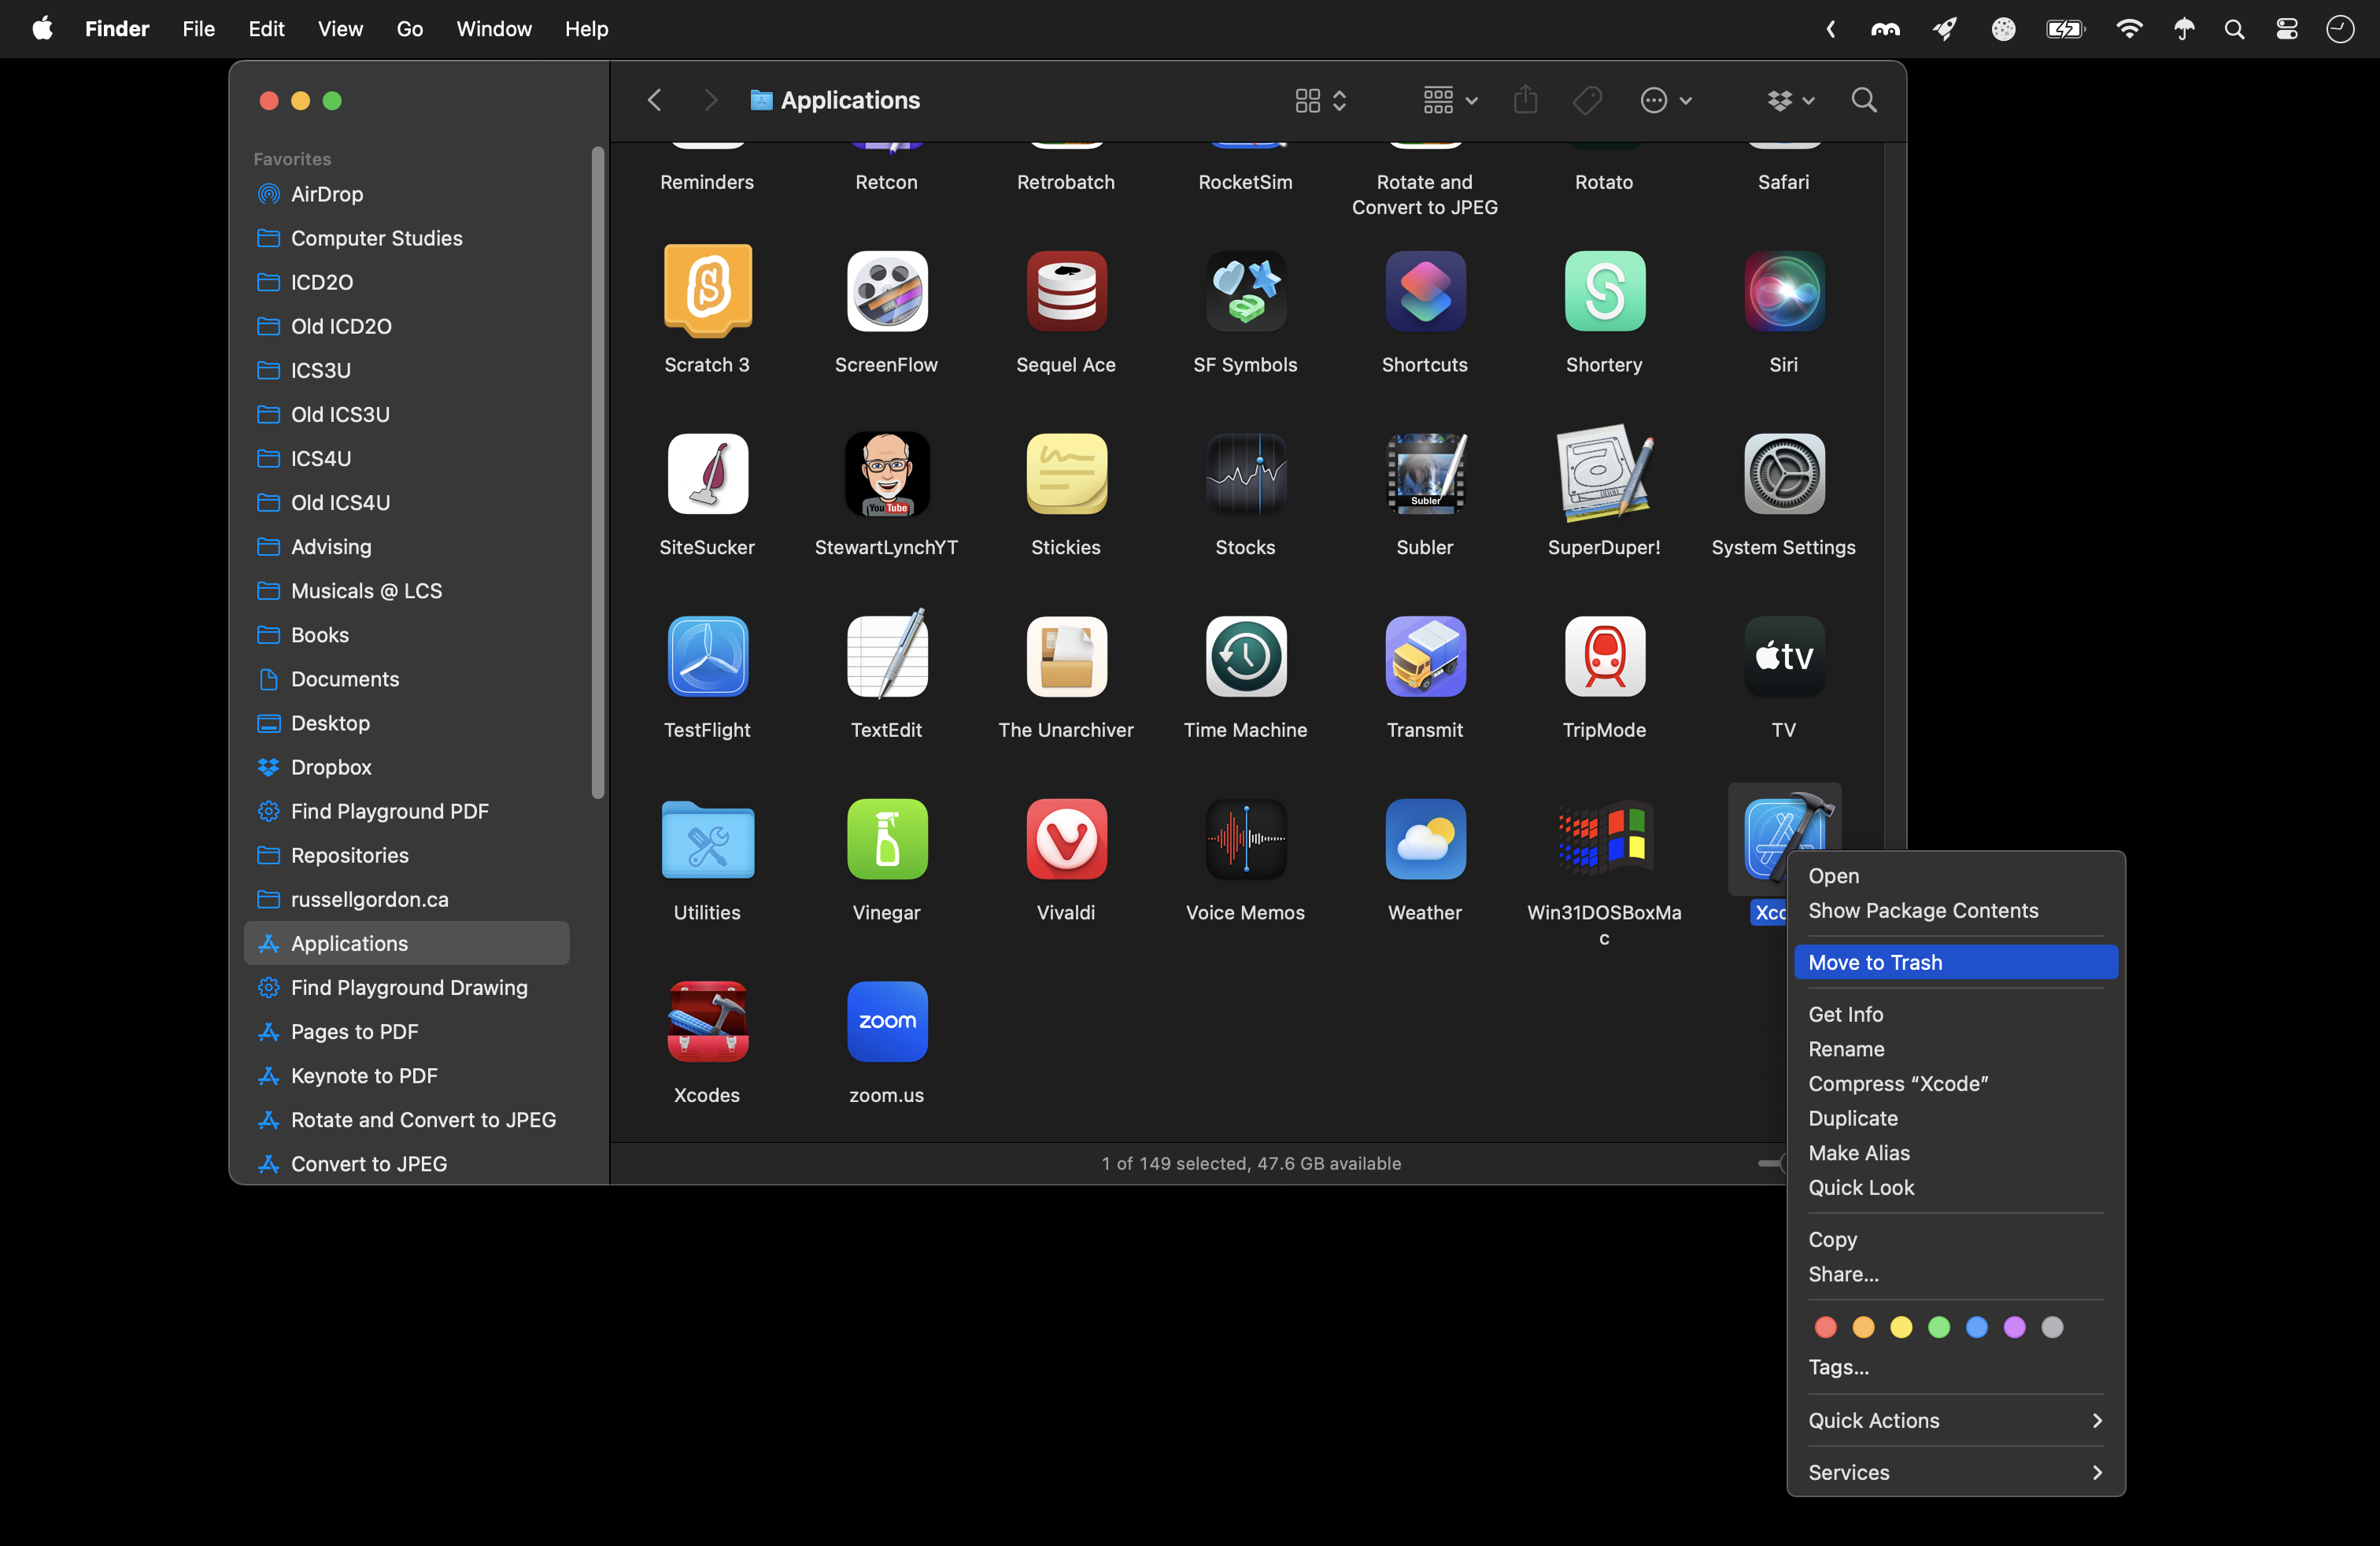 Finder File Edit View Go Window Help
Applications
Favorites
AirDrop
Computer Studies
ICD2O
Old ICD2O
ICS3U
Old ICS3U
ICS4U
Old ICS4U
Advising
Musicals @ LCS
Books
Documents
Desktop
Dropbox
Find Playground PDF
Repositories
russellgordon.ca
Applications
Find Playground Drawing
Pages to PDF
Keynote to PDF
Rotate and Convert to JPEG
Convert to JPEG
Reminders Retcon Retrobatch RocketSim Rotate and Rotato Safari
Convert to JPEG
S S
Scratch 3 ScreenFlow Sequel Ace SF Symbols Shortcuts Shortery Siri
You Tube Subler
SiteSucker StewartLynchYT Stickies Stocks Subler SuperDuper! System Settings
tv
TestFlight TextEdit The Unarchiver Time Machine Transmit TripMode TV
Utilities Vinegar Vivaldi Voice Memos Weather Win31DOSBoxMa Xco
c
zoom
Xcodes zoom.us
1 of 149 selected, 47.6 GB available
Open
Show Package Contents
Move to Trash
Get Info
Rename
Compress “Xcode”
Duplicate
Make Alias
Quick Look
Copy
Share...
Tags...
Quick Actions
Services